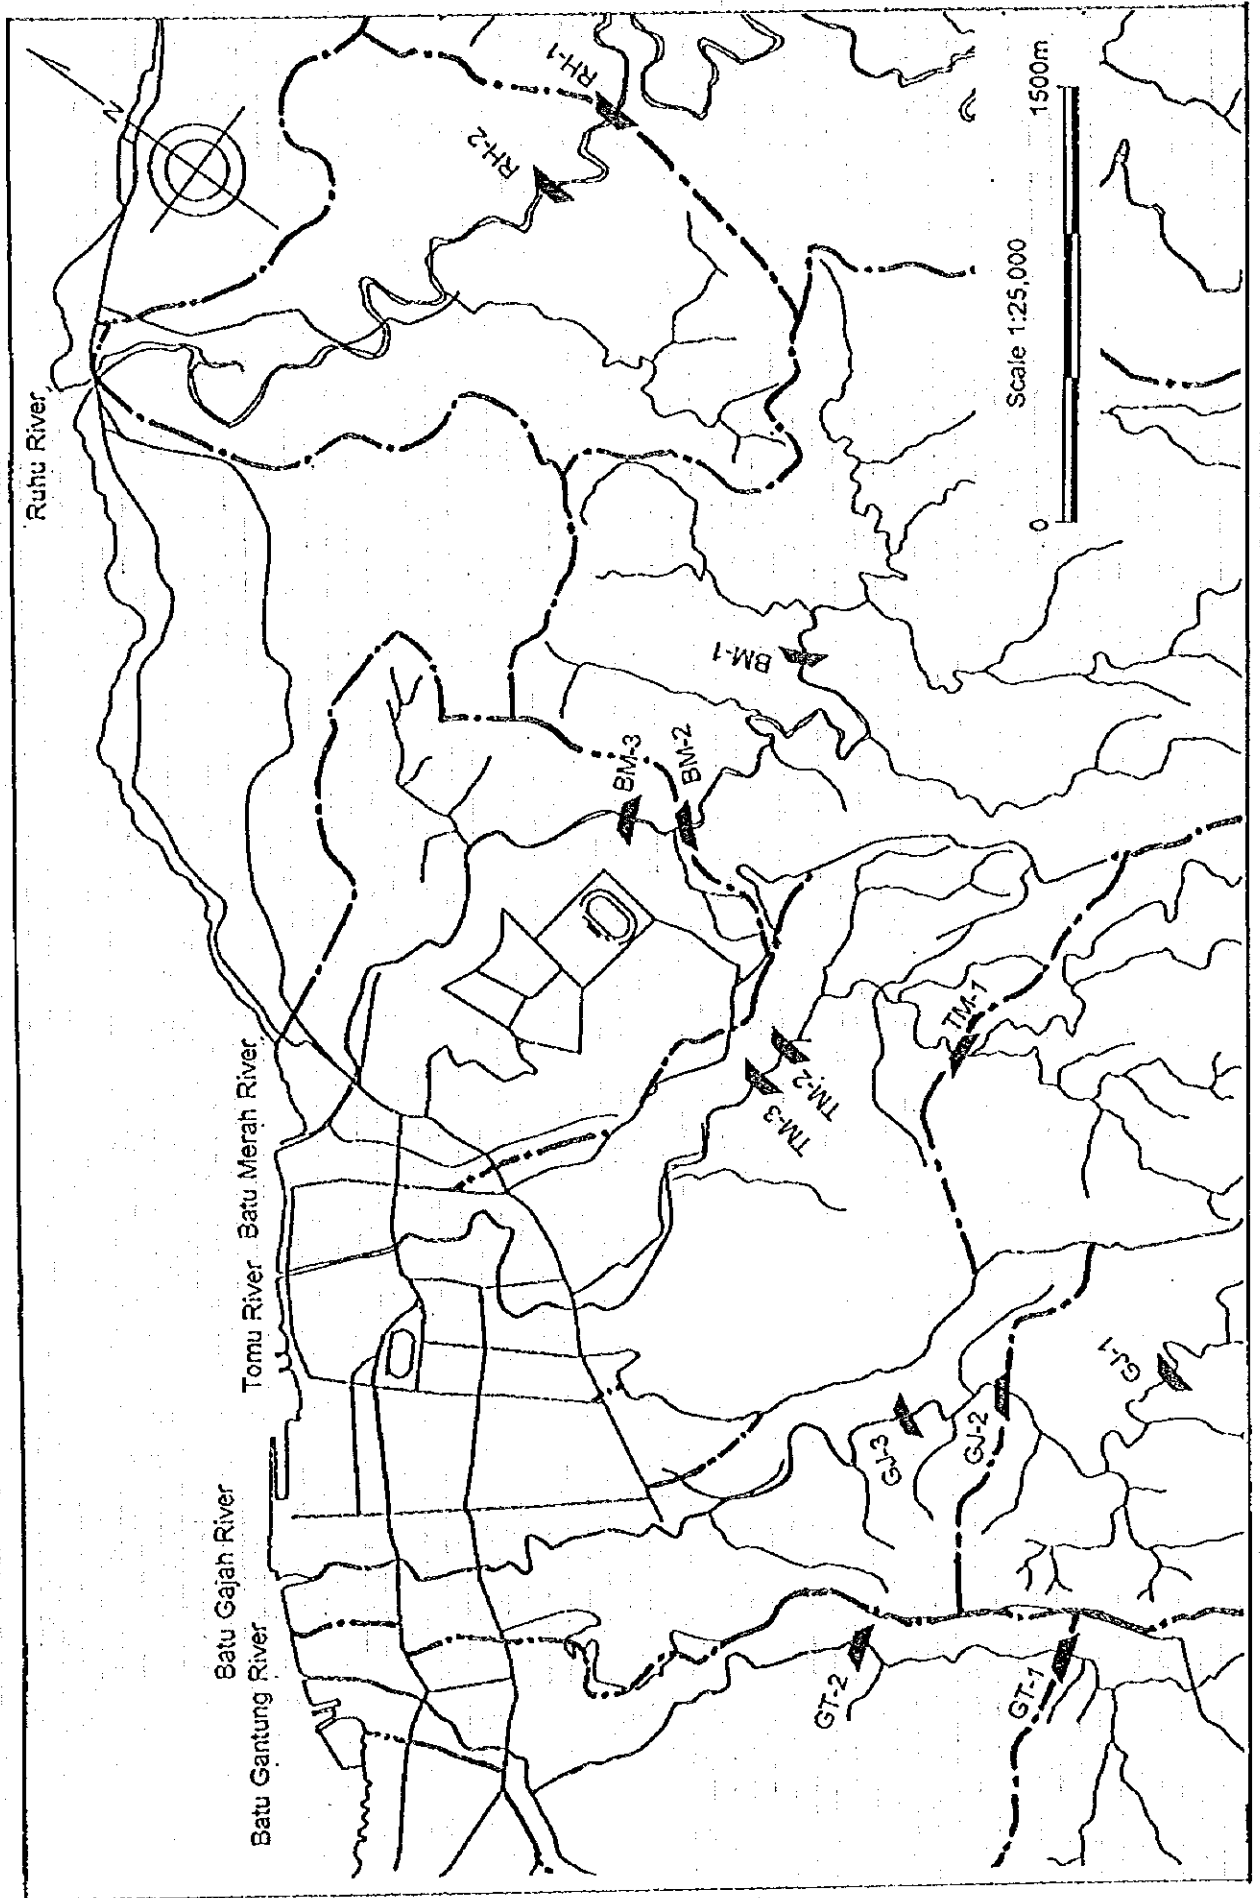 Ruhu River
Batu Merah River
Tomu River
Batu Gajah River
Batu Gantung River
N
RH-1
RH-2
BM-1
BM-2
BM-3
TM-1
TM-2
TM-3
GJ-1
GJ-2
GJ-3
GT-1
GT-2
Scale 1:25,000
0
1500m